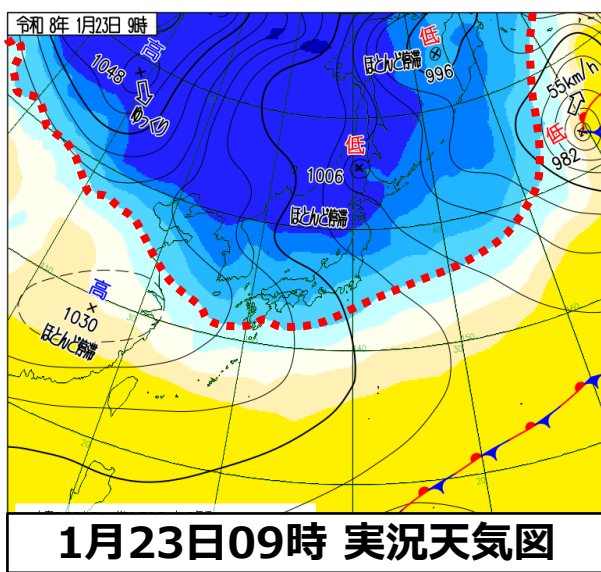 令和 8年 1月23日 9時
高
1048
ゆっくり
低
ほとんど停滞
996
55km/h
低
982
低
1006
ほとんど停滞
高
1030
ほとんど停滞
1月23日09時 実況天気図